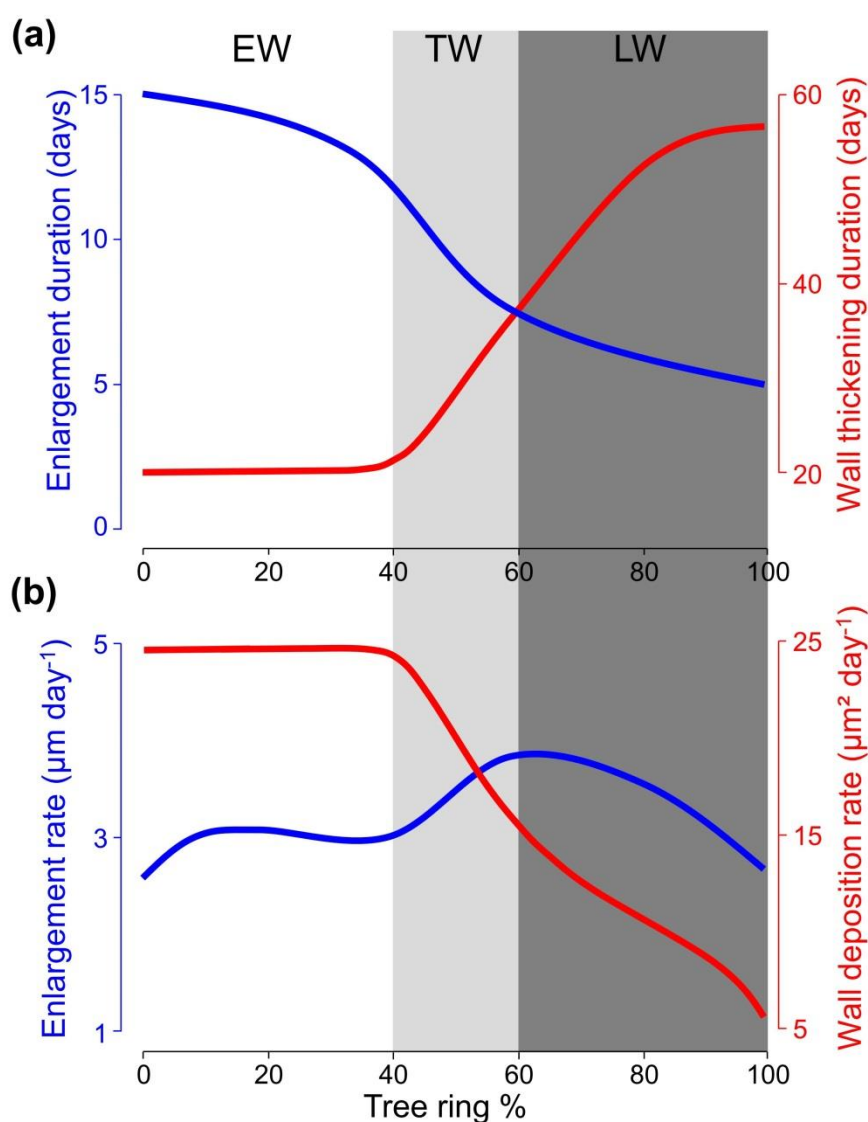 (a)
EW TW LW
Enlargement duration (days)
15
10
5
0
Wall thickening duration (days)
60
40
20
0 20 40 60 80 100
(b)
Enlargement rate (µm day⁻¹)
5
3
1
Wall deposition rate (µm² day⁻¹)
25
15
5
0 20 40 60 80 100
Tree ring %